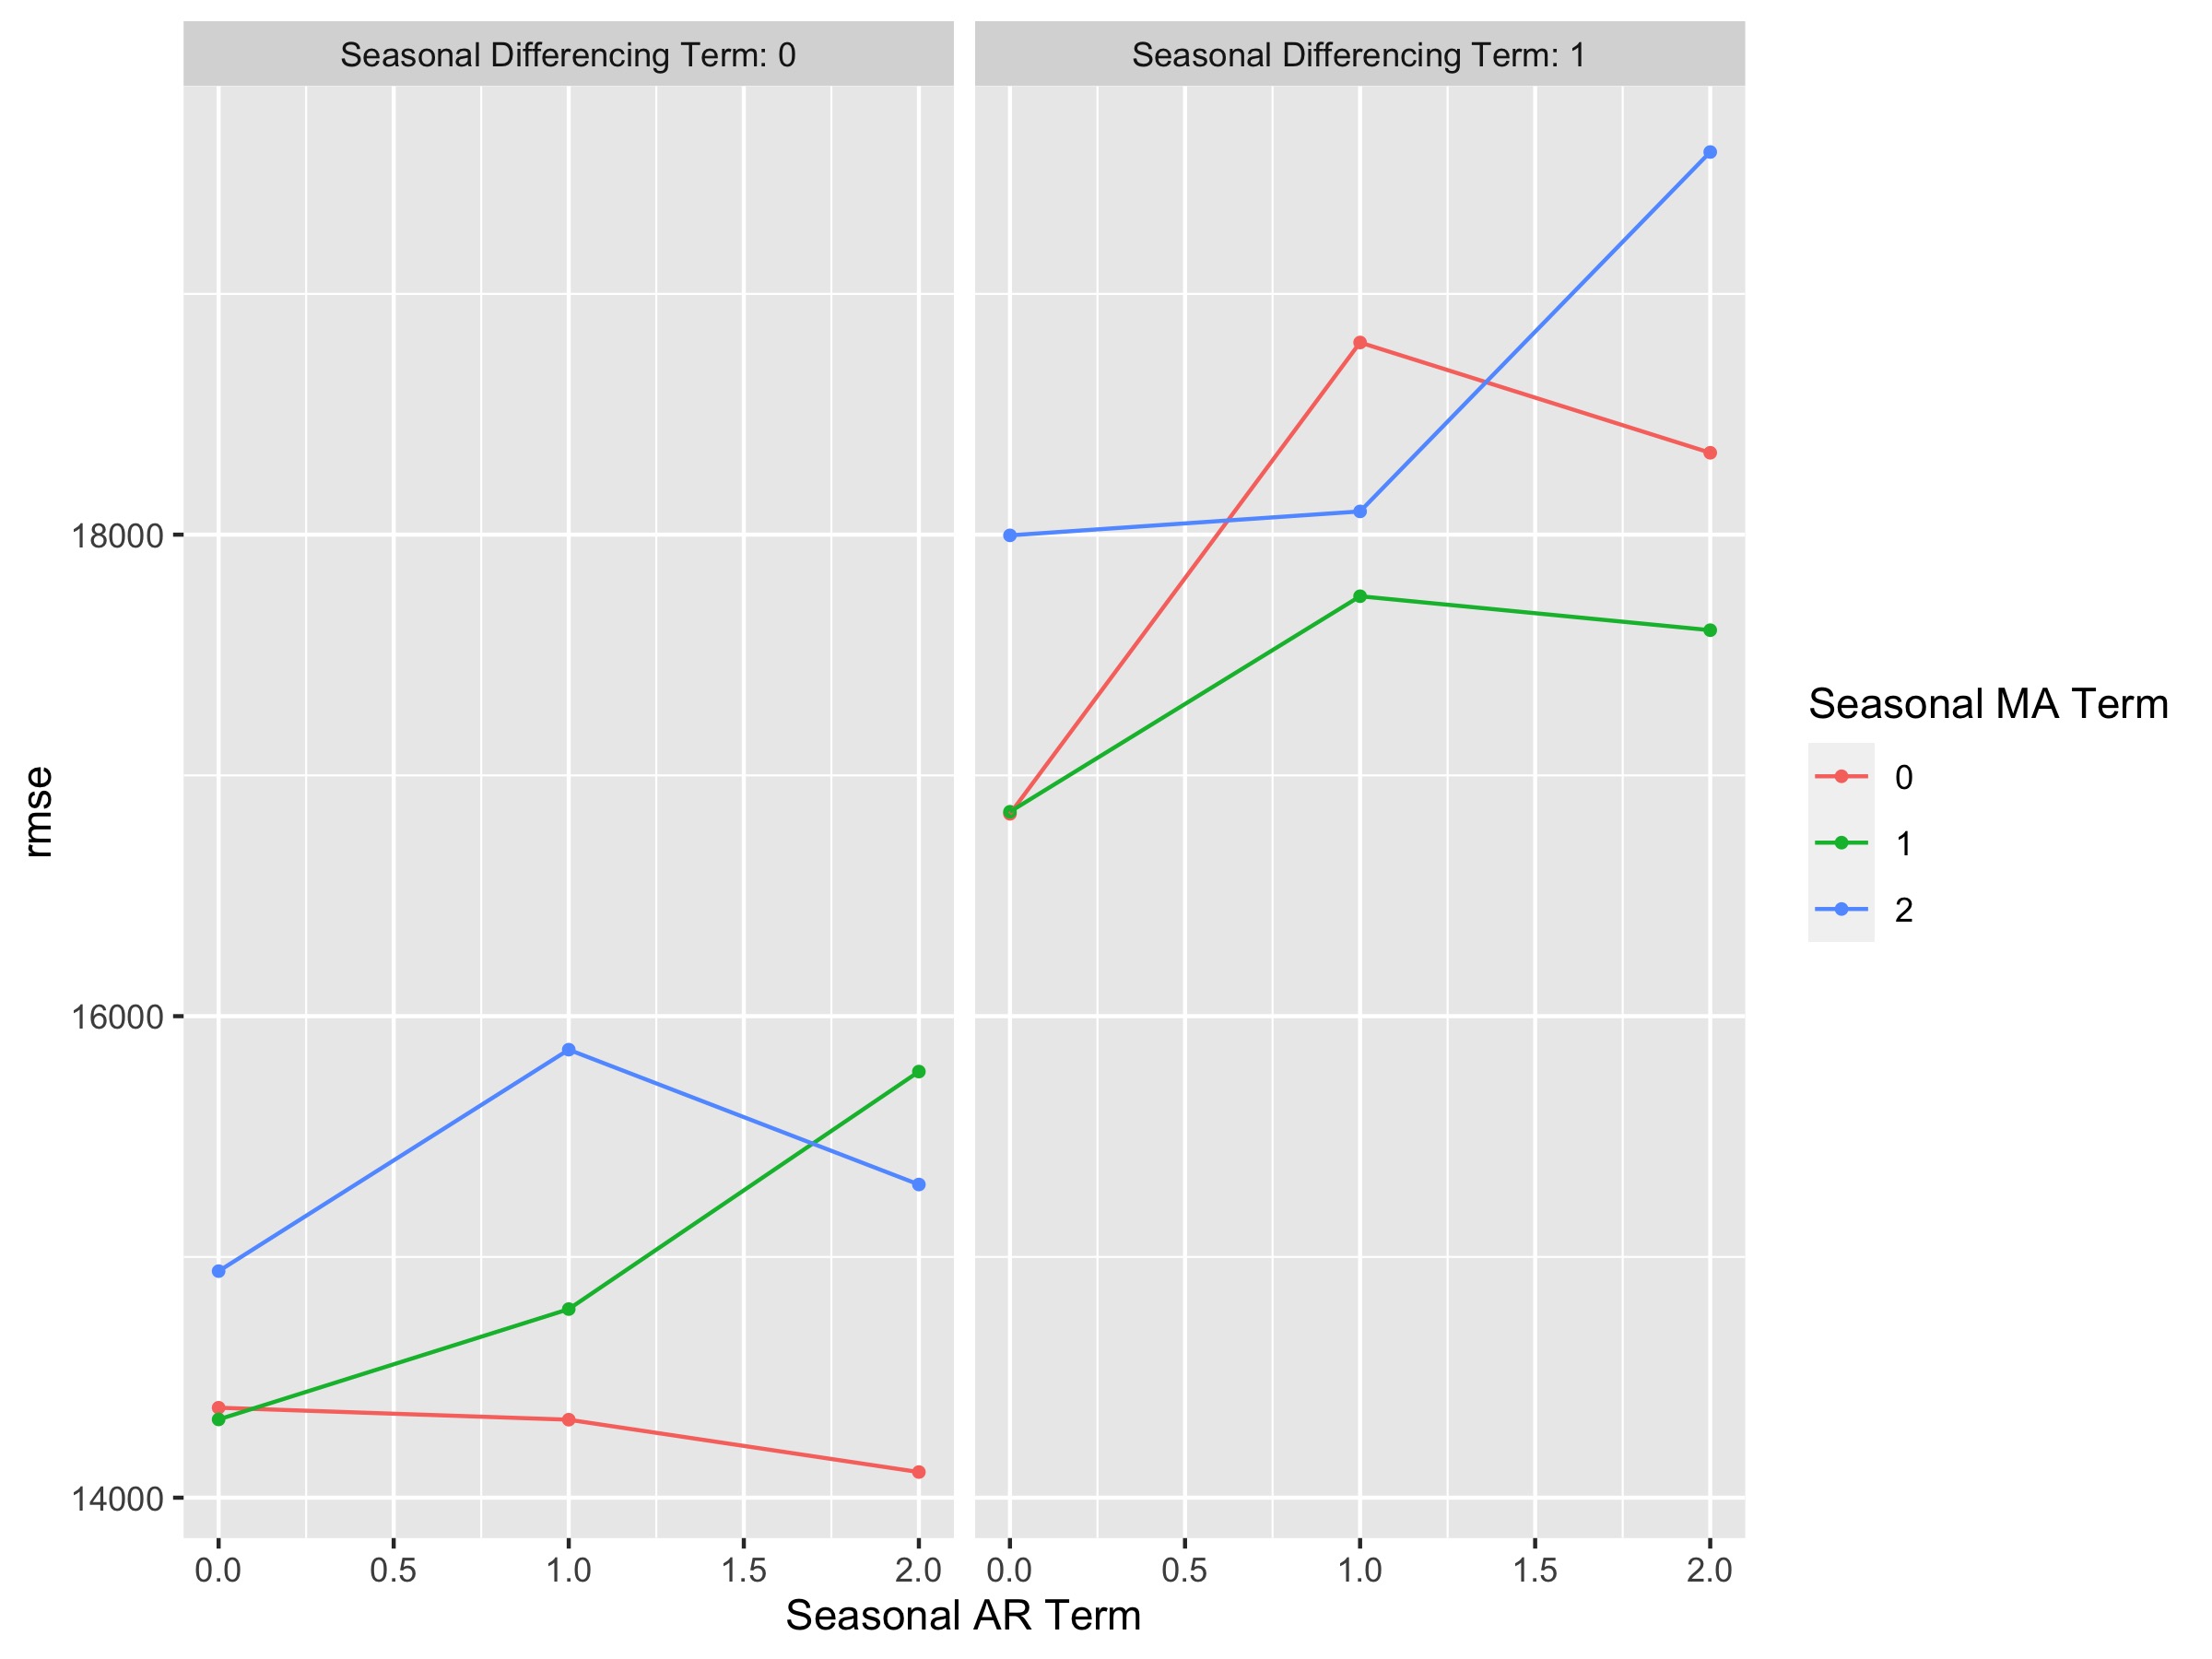 Seasonal Differencing Term: 0
Seasonal Differencing Term: 1
18000
16000
14000
rmse
0.0 0.5 1.0 1.5 2.0
0.0 0.5 1.0 1.5 2.0
Seasonal AR Term
Seasonal MA Term
0
1
2